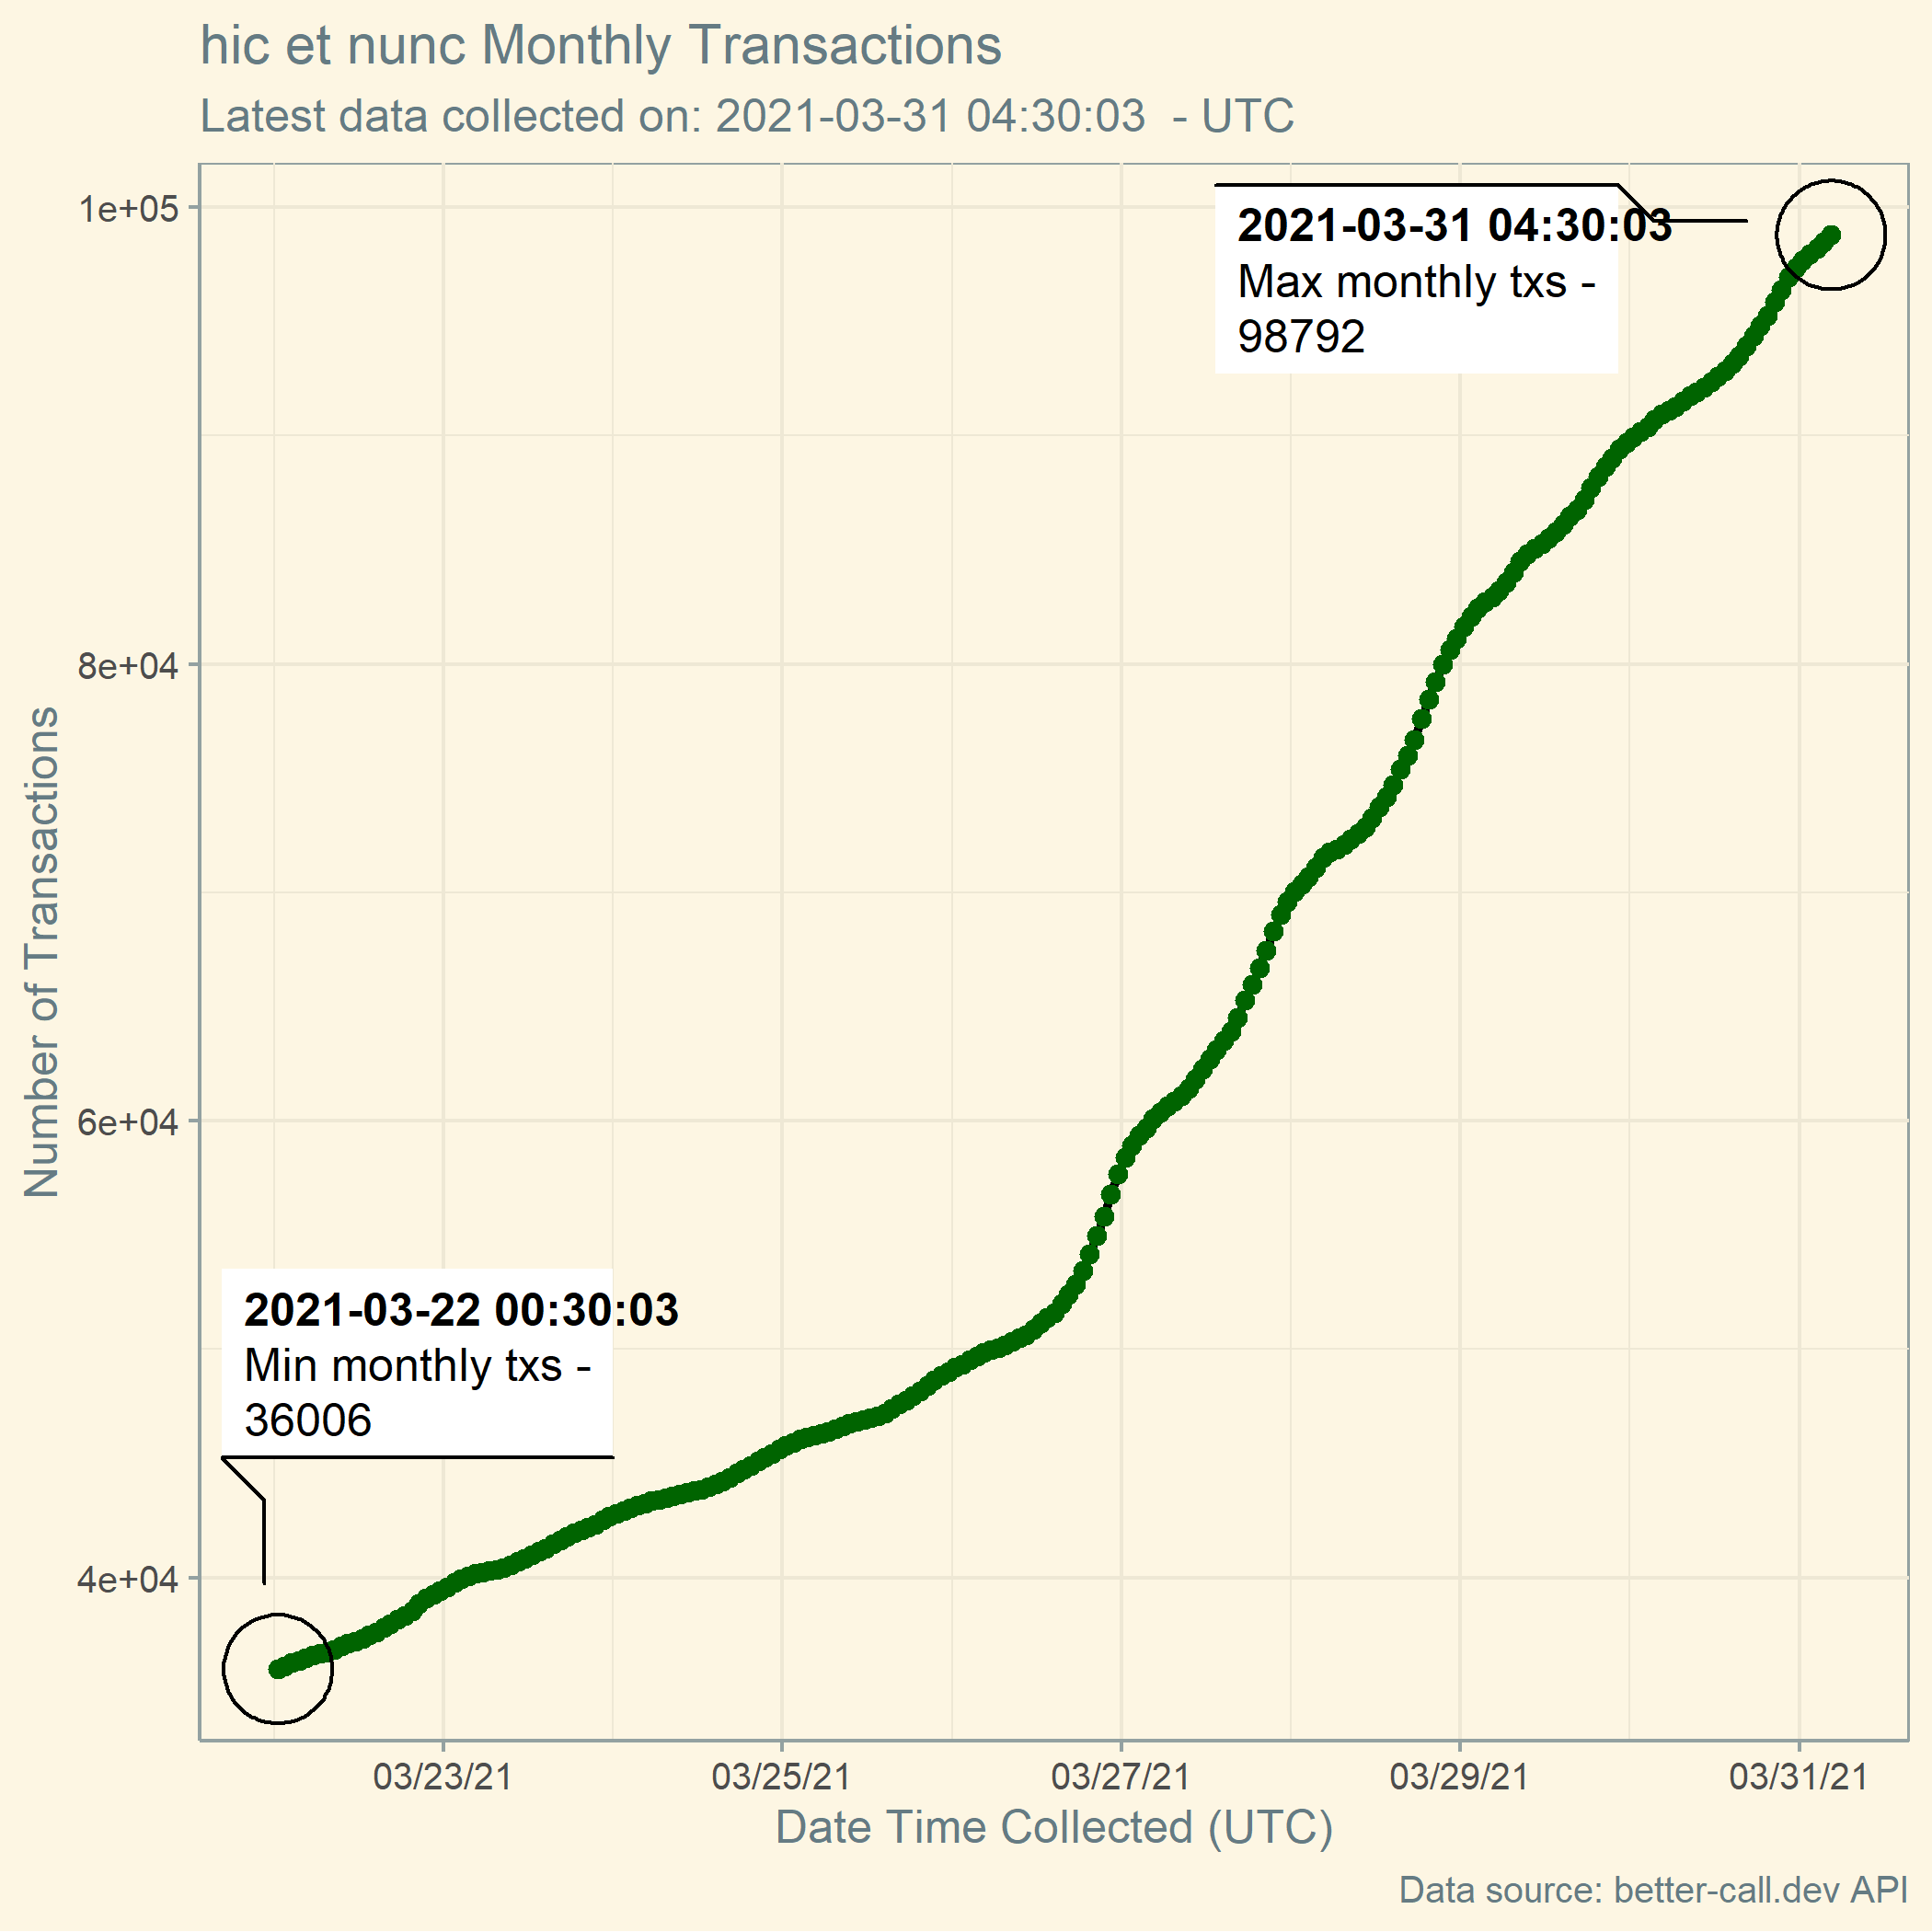 hic et nunc Monthly Transactions
Latest data collected on: 2021-03-31 04:30:03  - UTC
1e+05
8e+04
6e+04
4e+04
Number of Transactions
2021-03-31 04:30:03
Max monthly txs -
98792
2021-03-22 00:30:03
Min monthly txs -
36006
03/23/21
03/25/21
03/27/21
03/29/21
03/31/21
Date Time Collected (UTC)
Data source: better-call.dev API